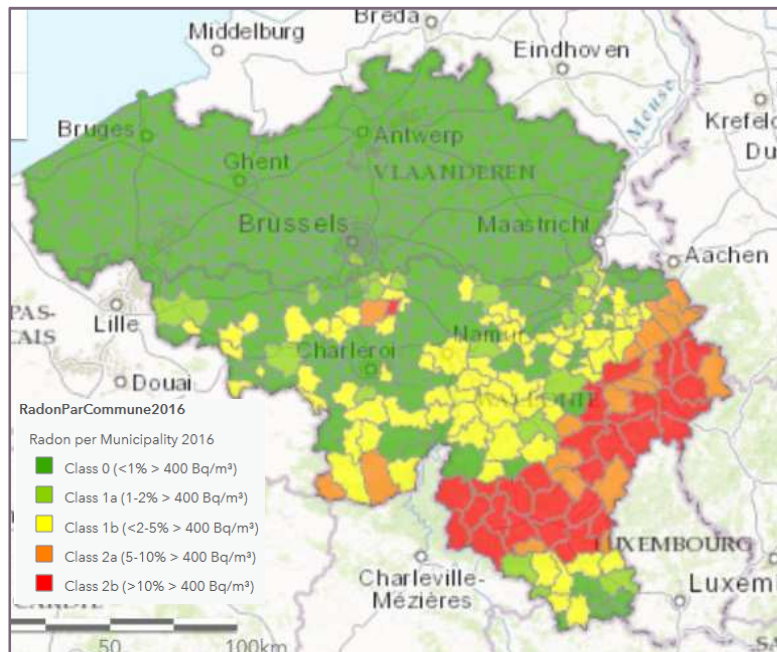 Middelburg
Breda
Eindhoven
Meuse
Krefeld
Du
Bruges
Antwerp
Ghent
VLAANDEREN
Brussels
Maastricht
Aachen
PAS-
CAIS
Lille
Namur
Charleroi
Douai
RadonParCommune2016
Radon per Municipality 2016
Class 0 (<1% > 400 Bq/m³)
Class 1a (1-2% > 400 Bq/m³)
Class 1b (<2-5% > 400 Bq/m³)
Class 2a (5-10% > 400 Bq/m³)
Class 2b (>10% > 400 Bq/m³)
LUXEMBOURG
Charleville-
Mézières
Luxem
50
100km